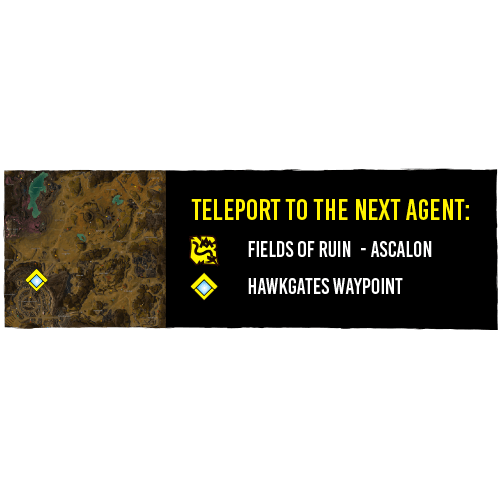 TELEPORT TO THE NEXT AGENT:
FIELDS OF RUIN - ASCALON
HAWKGATES WAYPOINT